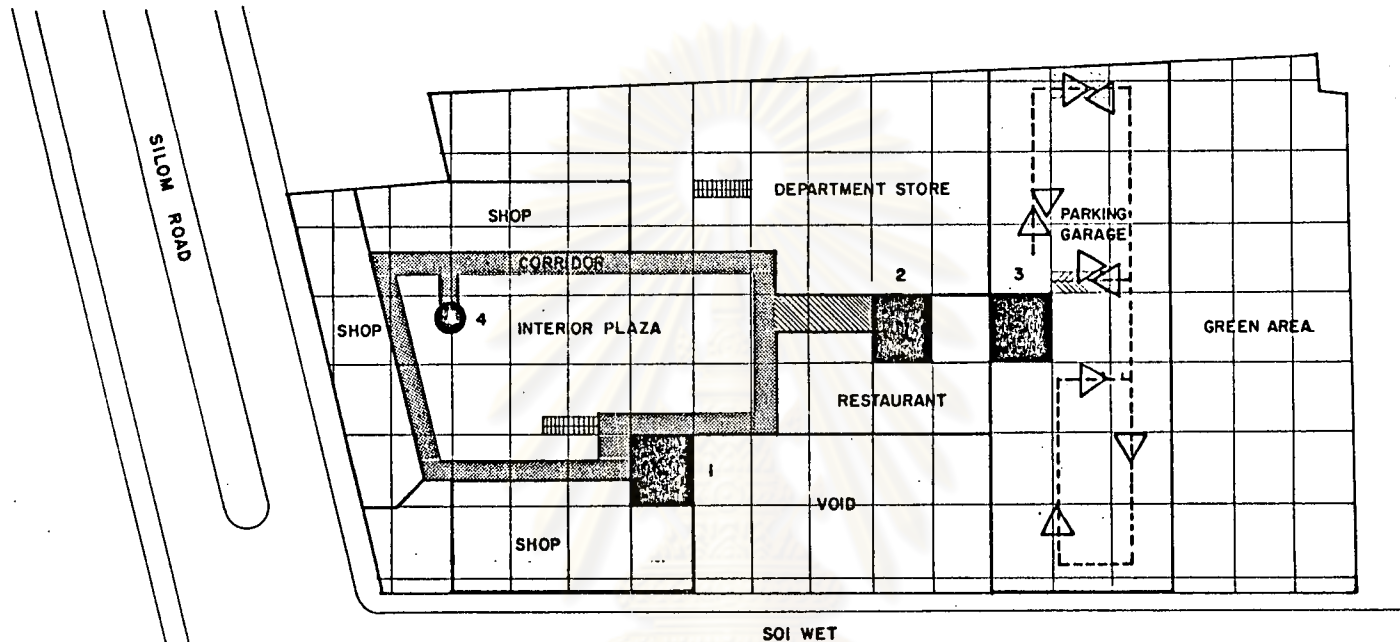 SILOM ROAD
SHOP
DEPARTMENT STORE
PARKING
GARAGE
CORRIDOR
2
3
SHOP
4
INTERIOR PLAZA
GREEN AREA
RESTAURANT
1
VOID
SHOP
SOI WET